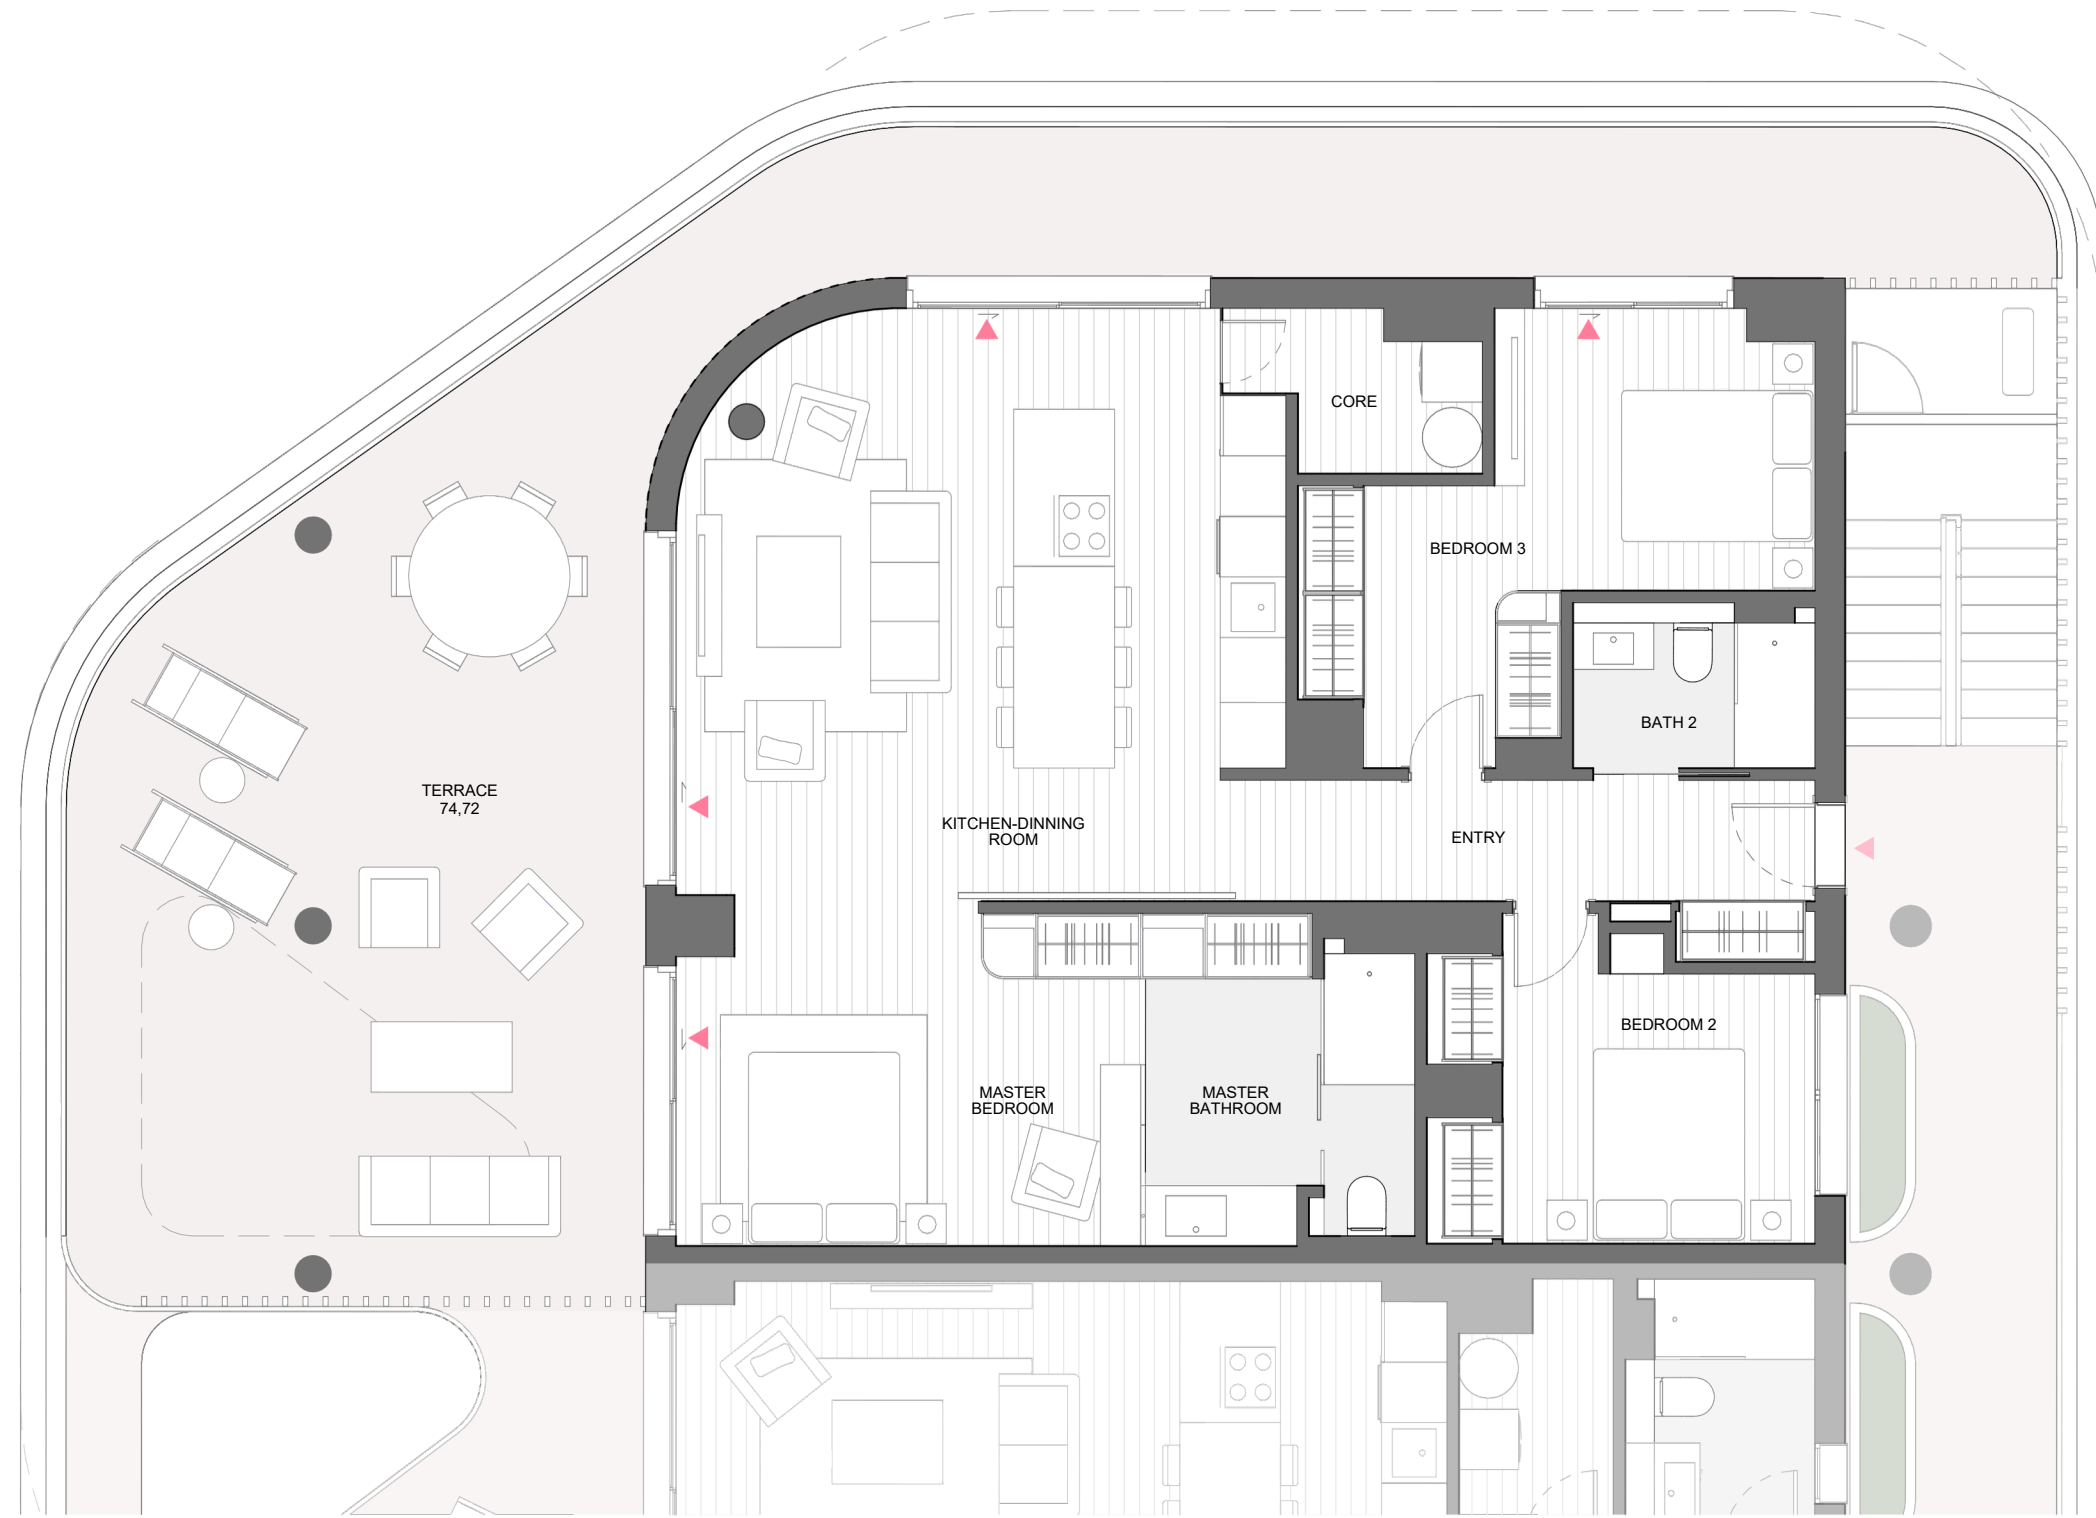 CORE
BEDROOM 3
BATH 2
TERRACE
74,72
KITCHEN-DINNING
ROOM
ENTRY
BEDROOM 2
MASTER
BEDROOM
MASTER
BATHROOM